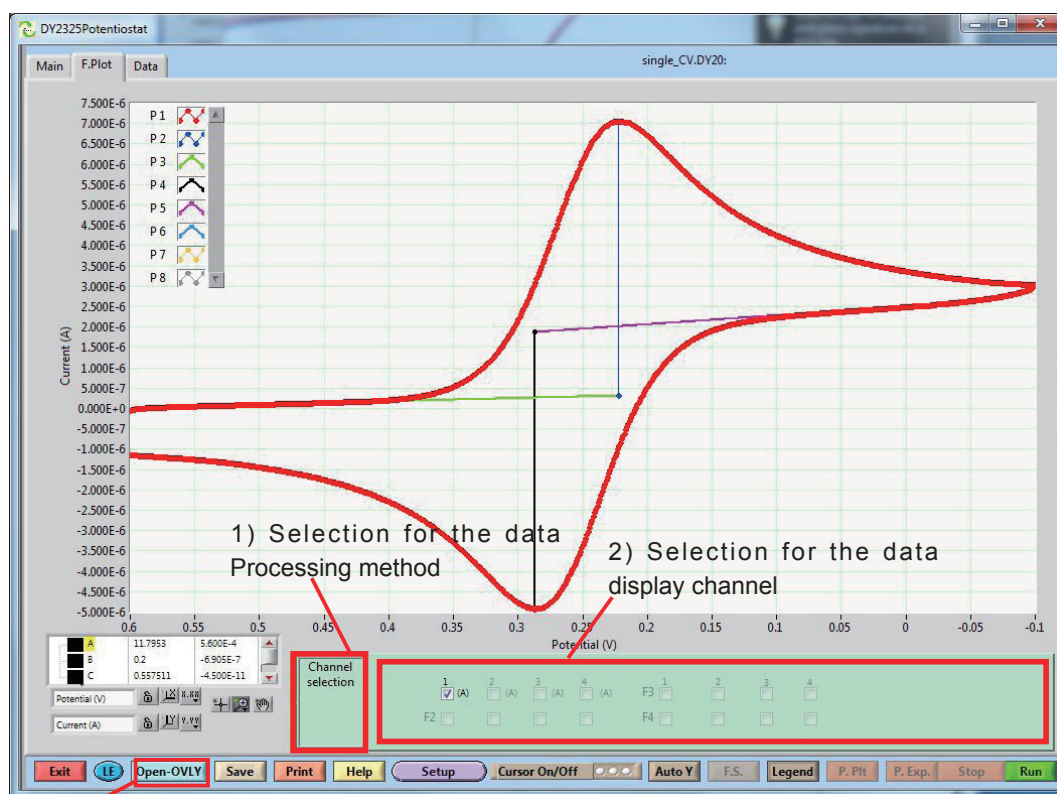 DY2325Potentiostat
Main F.Plot Data
single_CV.DY20:
7.500E-6
7.000E-6
6.500E-6
6.000E-6
5.500E-6
5.000E-6
4.500E-6
4.000E-6
3.500E-6
3.000E-6
2.500E-6
2.000E-6
1.500E-6
1.000E-6
5.000E-7
0.000E+0
-5.000E-7
-1.000E-6
-1.500E-6
-2.000E-6
-2.500E-6
-3.000E-6
-3.500E-6
-4.000E-6
-4.500E-6
-5.000E-6
Current (A)
P 1
P 2
P 3
P 4
P 5
P 6
P 7
P 8
1) Selection for the data
Processing method
2) Selection for the data
display channel
0.6 0.55 0.5 0.45 0.4 0.35 0.3 0.25 0.2 0.15 0.1 0.05 0 -0.05 -0.1
Potential (V)
A 11.7953 5.600E-4
B 0.2 -6.905E-7
C 0.557511 -4.500E-11
Potential (V)
Current (A)
Channel
selection
1 2 3 4 1 2 3 4
(A) (A) (A) (A) F3
F2 F4
Exit LE Open-OVLY Save Print Help Setup Cursor On/Off Auto Y F.S. Legend P. Plt P. Exp. Stop Run